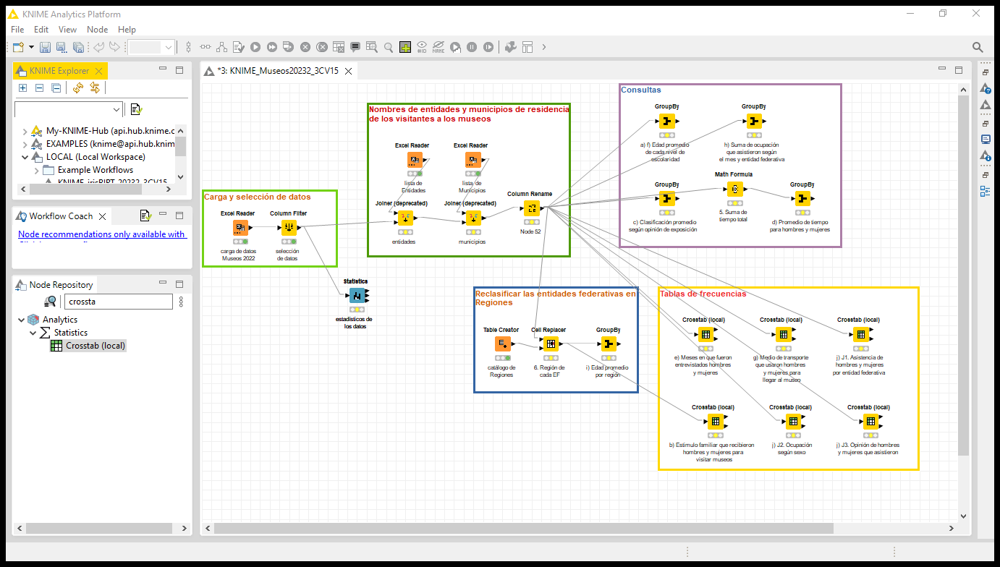 KNIME Analytics Platform
File Edit View Node Help
KNIME Explorer
*3: KNIME_Museos20232_3CV15
My-KNIME-Hub (api.hub.knime.c
EXAMPLES (knime@api.hub.knim
LOCAL (Local Workspace)
Example Workflows
KNIME_irisRIPT_20232_3CV15
Workflow Coach
Node recommendations only available with
Node Repository
crossta
Analytics
Statistics
Crosstab (local)
#ID
NAME
Carga y selección de datos
Excel Reader
carga de datos
Museos 2022
Column Filter
selección
de datos
Statistics
estadísticos de
los datos
Nombres de entidades y municipios de residencia
de los visitantes a los museos
Excel Reader
lista de
Entidades
Excel Reader
lista de
Municipios
Joiner (deprecated)
entidades
Joiner (deprecated)
municipios
Column Rename
Node 52
Consultas
GroupBy
a) f) Edad promedio
de cada nivel de
escolaridad
GroupBy
h) Suma de ocupación
que asistieron según
el mes y entidad federativa
GroupBy
c) Clasificación promedio
según opinión de exposición
Math Formula
5. Suma de
tiempo total
GroupBy
d) Promedio de tiempo
para hombres y mujeres
Reclasificar las entidades federativas en
Regiones
Table Creator
catálogo de
Regiones
Cell Replacer
6. Región de
cada EF
GroupBy
i) Edad promedio
por región
Tablas de frecuencias
Crosstab (local)
e) Meses en que fueron
entrevistados hombres
y mujeres
Crosstab (local)
g) Medio de transporte
que usaron hombres
y mujeres para
llegar al museo
Crosstab (local)
j) J1. Asistencia de
hombres y mujeres
por entidad federativa
Crosstab (local)
b) Estimulo familiar que recibieron
hombres y mujeres para
visitar museos
Crosstab (local)
j) J2. Ocupación
según sexo
Crosstab (local)
j) J3. Opinión de hombres
y mujeres que asistieron